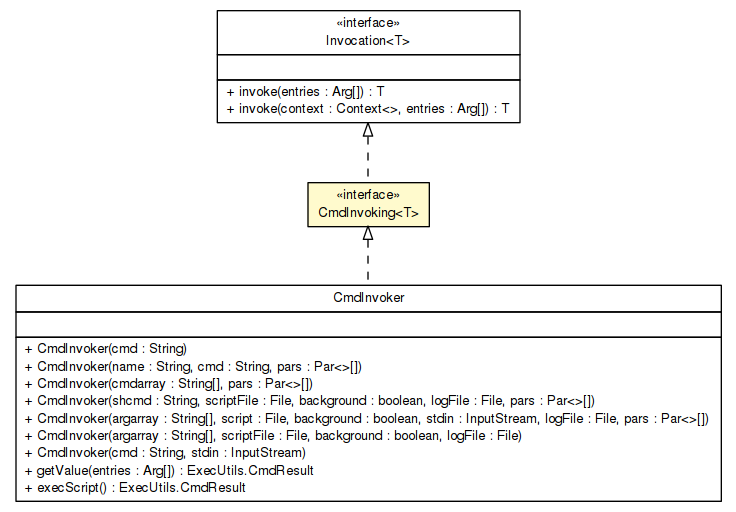 «interface»
Invocation<T>
+ invoke(entries : Arg[]) : T
+ invoke(context : Context<>, entries : Arg[]) : T
«interface»
CmdInvoking<T>
CmdInvoker
+ CmdInvoker(cmd : String)
+ CmdInvoker(name : String, cmd : String, pars : Par<>[])
+ CmdInvoker(cmdarray : String[], pars : Par<>[])
+ CmdInvoker(shcmd : String, scriptFile : File, background : boolean, logFile : File, pars : Par<>[])
+ CmdInvoker(argarray : String[], script : File, background : boolean, stdin : InputStream, logFile : File, pars : Par<>[])
+ CmdInvoker(argarray : String[], scriptFile : File, background : boolean, logFile : File)
+ CmdInvoker(cmd : String, stdin : InputStream)
+ getValue(entries : Arg[]) : ExecUtils.CmdResult
+ execScript() : ExecUtils.CmdResult